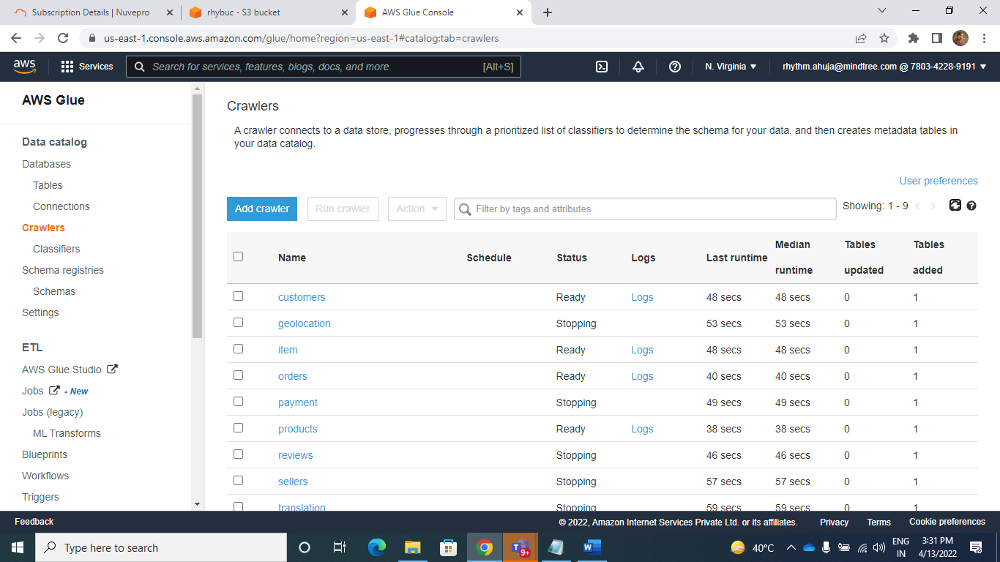 Subscription Details | Nuvepro
rhybuc - S3 bucket
AWS Glue Console
us-east-1.console.aws.amazon.com/glue/home?region=us-east-1#catalog:tab=crawlers
aws
Services
Search for services, features, blogs, docs, and more
[Alt+S]
N. Virginia
rhythm.ahuja@mindtree.com @ 7803-4228-9191
AWS Glue
Data catalog
Databases
Tables
Connections
Crawlers
Classifiers
Schema registries
Schemas
Settings
ETL
AWS Glue Studio
Jobs - New
Jobs (legacy)
ML Transforms
Blueprints
Workflows
Triggers
Crawlers
A crawler connects to a data store, progresses through a prioritized list of classifiers to determine the schema for your data, and then creates metadata tables in
your data catalog.
User preferences
Add crawler
Run crawler
Action
Filter by tags and attributes
Showing: 1 - 9
Name Schedule Status Logs Last runtime Median runtime Tables updated Tables added
customers Ready Logs 48 secs 48 secs 0 1
geolocation Stopping 53 secs 53 secs 0 1
item Ready Logs 48 secs 48 secs 0 1
orders Ready Logs 40 secs 40 secs 0 1
payment Stopping 49 secs 49 secs 0 1
products Ready Logs 38 secs 38 secs 0 1
reviews Stopping 46 secs 46 secs 0 1
sellers Stopping 57 secs 57 secs 0 1
translation Stopping 59 secs 59 secs 0 1
Feedback
© 2022, Amazon Internet Services Private Ltd. or its affiliates.
Privacy
Terms
Cookie preferences
Type here to search
9+
40°C
ENG
IN
3:31 PM
4/13/2022